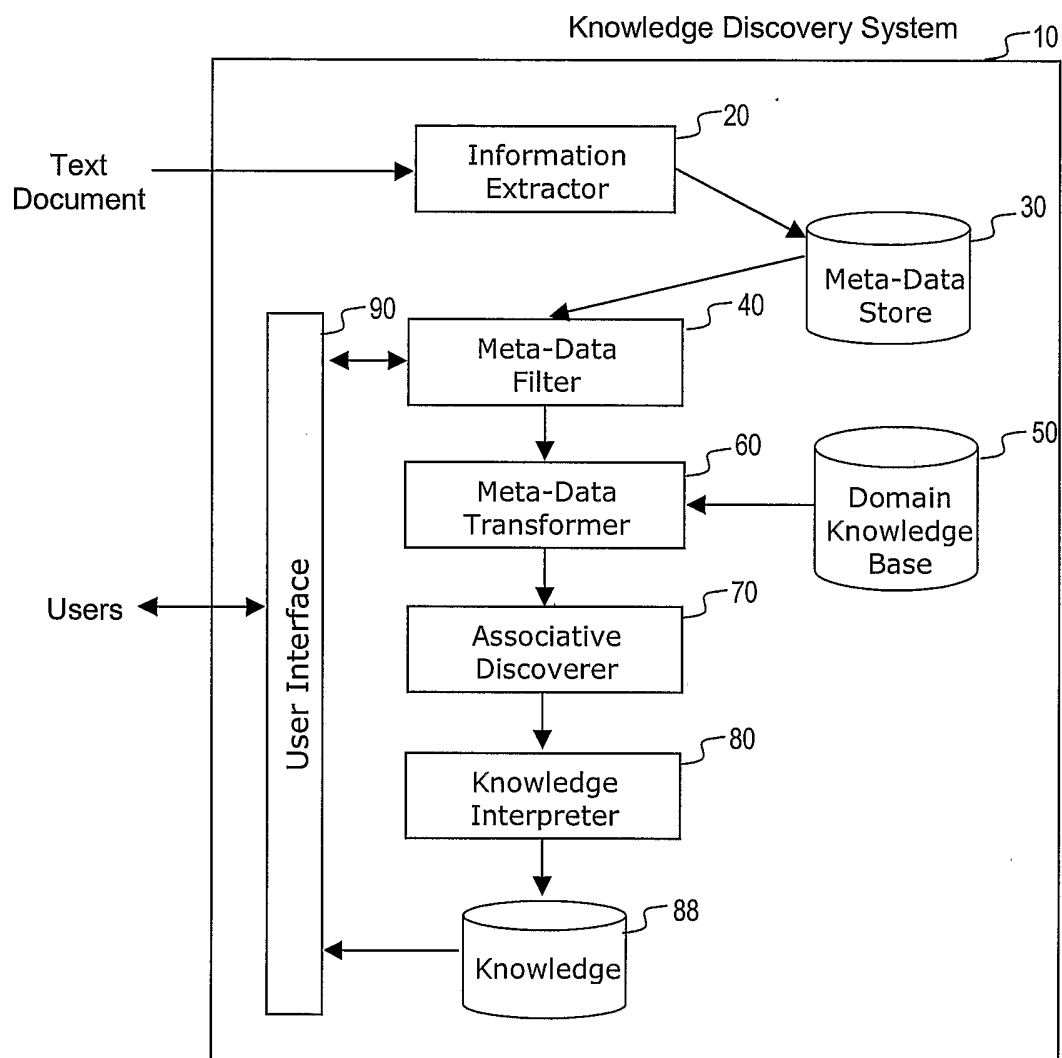 Knowledge Discovery System
10
20
Information
Extractor
Text
Document
30
Meta-Data
Store
90
40
Meta-Data
Filter
50
60
Meta-Data
Transformer
Domain
Knowledge
Base
Users
User Interface
70
Associative
Discoverer
80
Knowledge
Interpreter
88
Knowledge